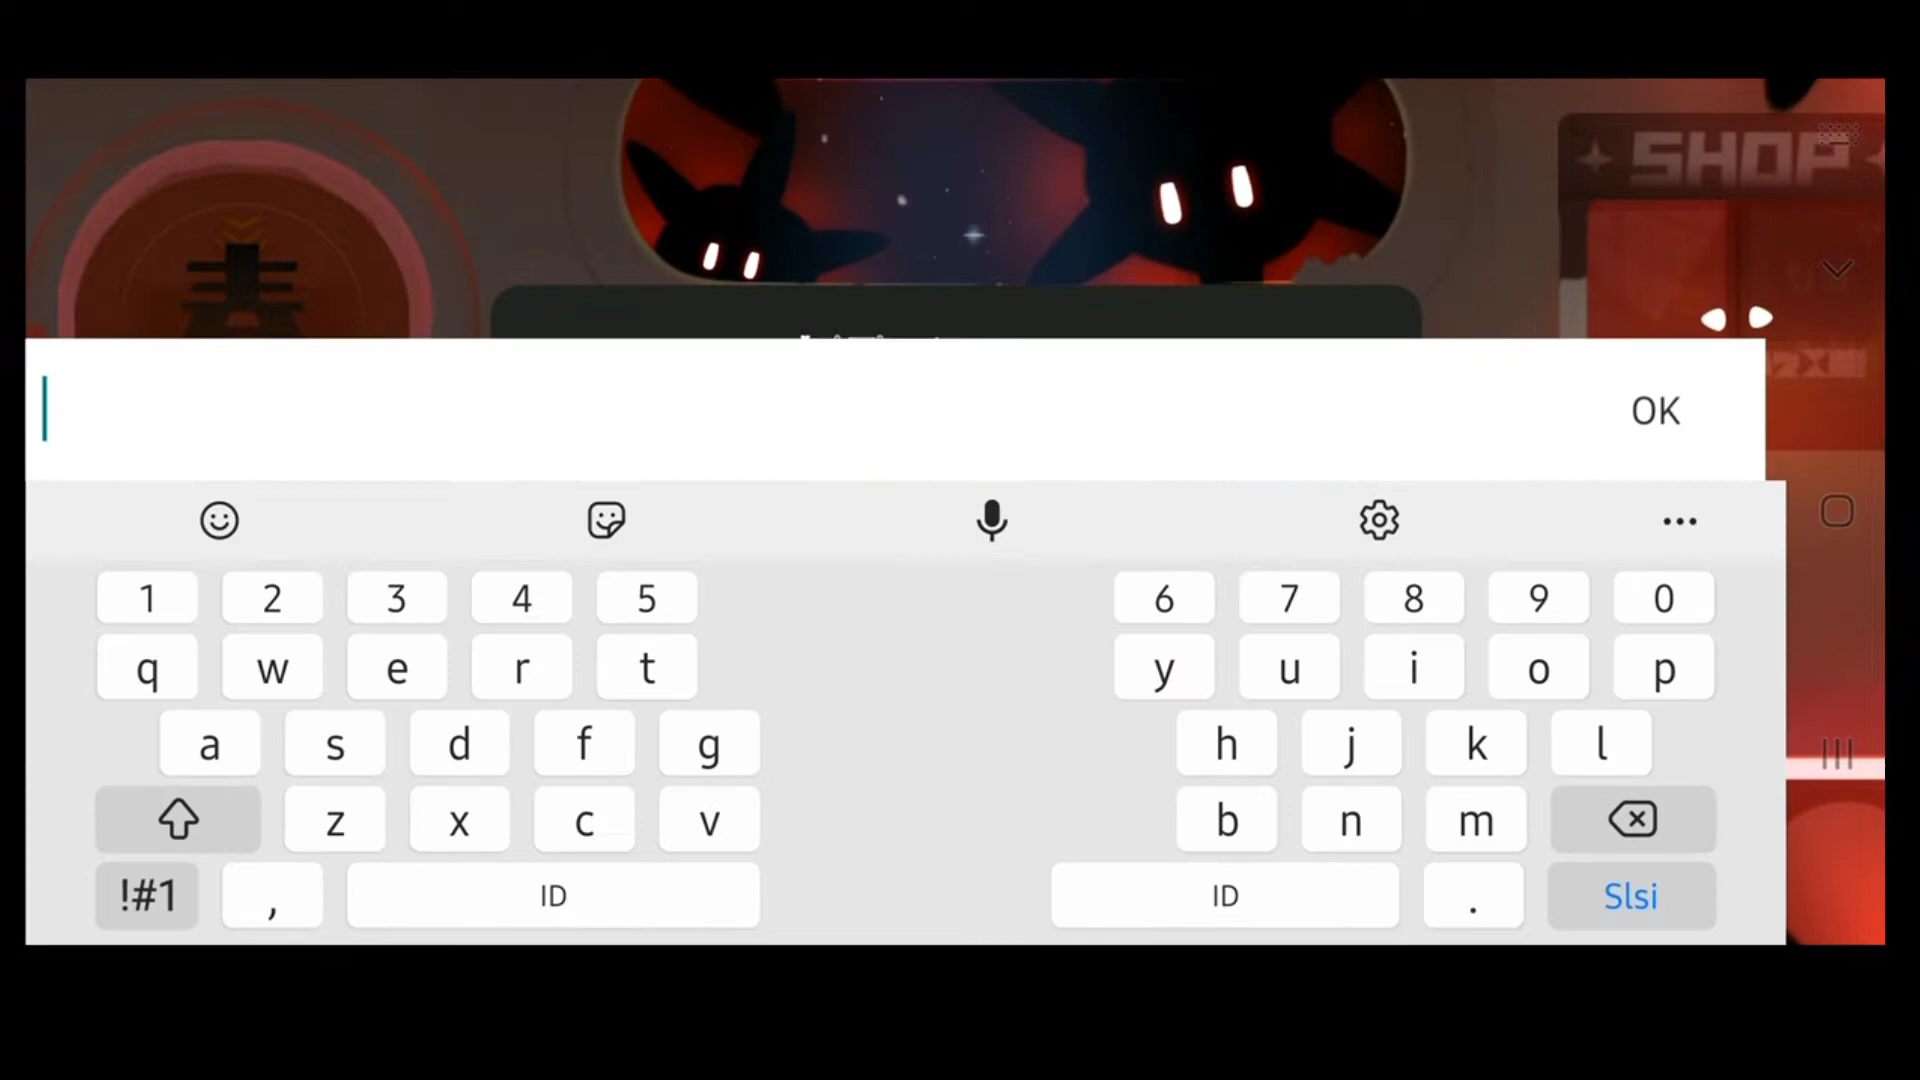 SHOP
OK
1 2 3 4 5 6 7 8 9 0
q w e r t y u i o p
a s d f g h j k l
z x c v b n m
!#1 , ID ID . Slsi